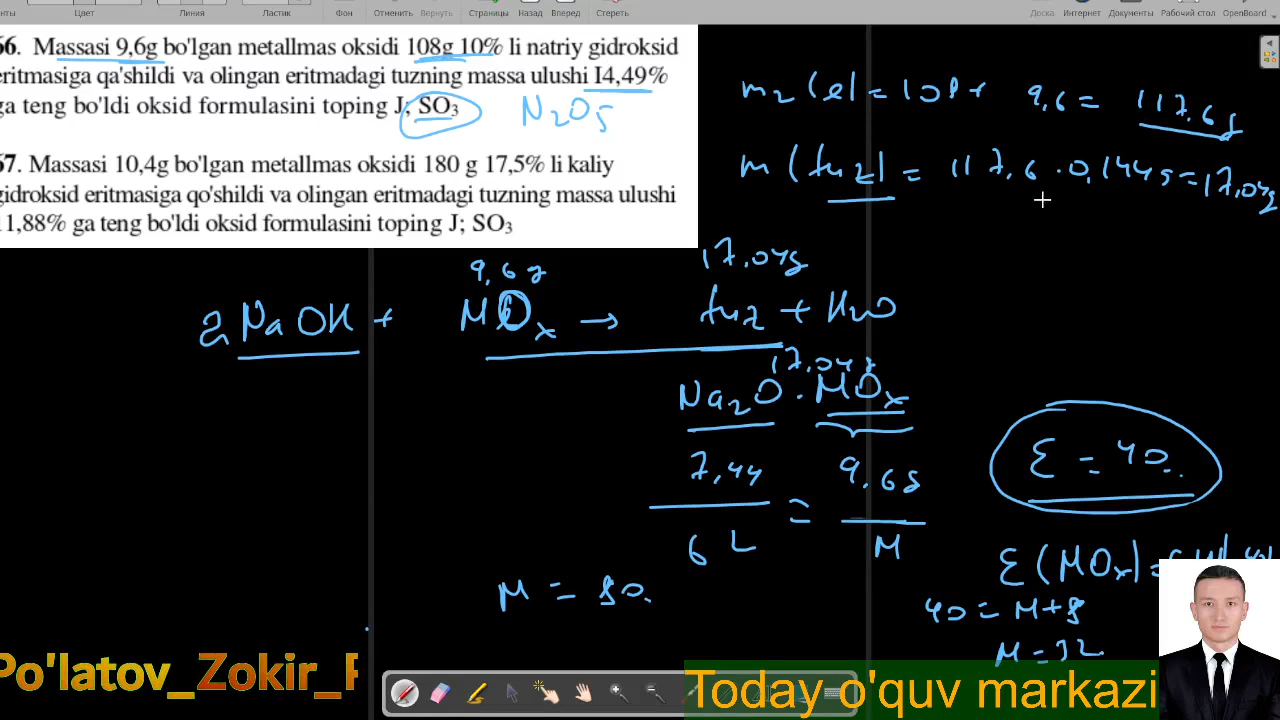 Цвет Линия Ластик Фон Отменить Вернуть Страницы Назад Вперед Стереть Доска Интернет Документы Рабочий стол OpenBoard
66. Massasi 9,6g bo'lgan metallmas oksidi 108g 10% li natriy gidroksid
eritmasiga qa'shildi va olingan eritmadagi tuzning massa ulushi I4,49%
ga teng bo'ldi oksid formulasini toping J; SO3 N2O5
67. Massasi 10,4g bo'lgan metallmas oksidi 180 g 17,5% li kaliy
gidroksid eritmasiga qo'shildi va olingan eritmadagi tuzning massa ulushi
11,88% ga teng bo'ldi oksid formulasini toping J; SO3
m2(e) = 108+ 9,6 = 117,6g
m(tuz) = 117,6 · 0,1449=17,04g
9,6g 17,04g
2NaOH + MOx → tuz + H2O
17,04g
Na2O · MOx
7,44 = 9,6g
62 M
M = 80.
E = 40.
E(MOx)=
40=M+8
M=32
Po'latov_Zokir_
Today o'quv markazi